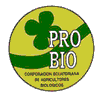 PRO
BIO
CORPORACION ECUATORIANA
DE AGRICULTORES
BIOLOGICOS